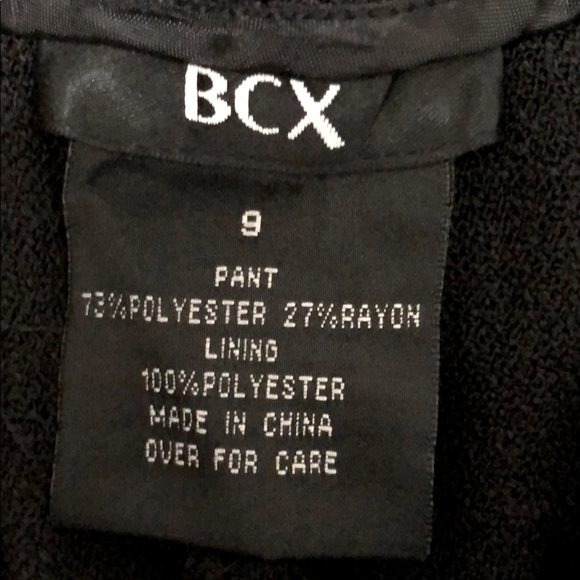 BCX
9
PANT
73%POLYESTER 27%RAYON
LINING
100%POLYESTER
MADE IN CHINA
OVER FOR CARE